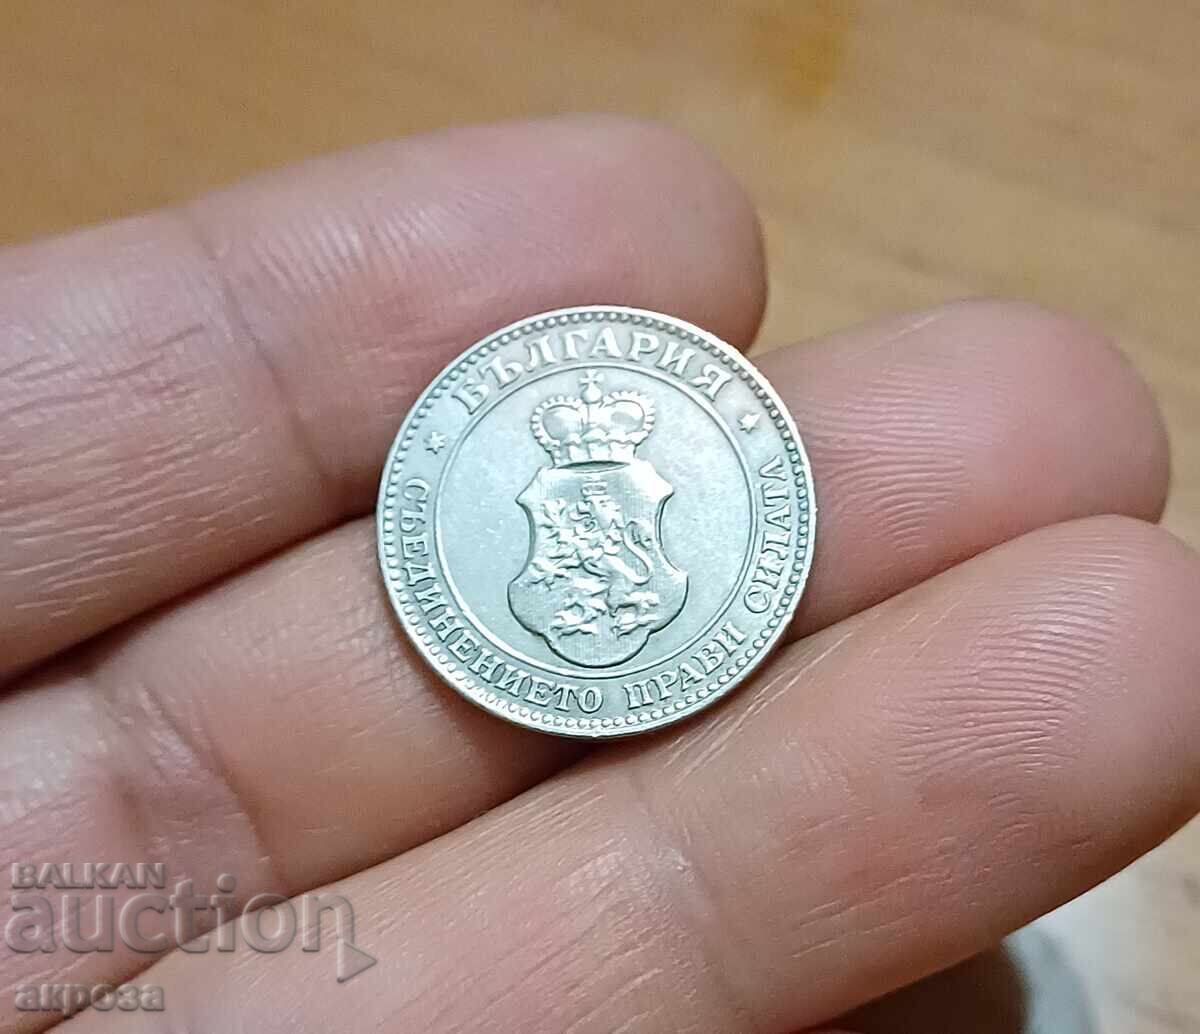 БЪЛГАРИЯ
СЪЕДИНЕНИЕТО ПРАВИ СИЛАТА
BALKAN
auction
акроза